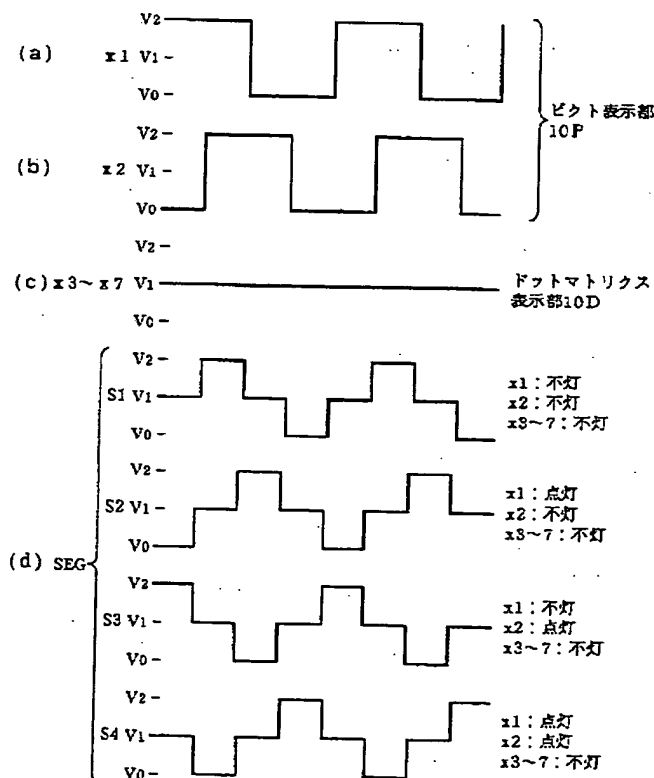 V2
(a) x1 V1
V0
ピクト表示部
10P
V2
(b) x2 V1
V0
V2
(c) x3~x7 V1
V0
ドットマトリクス
表示部10D
(d) SEG
V2
S1 V1
V0
x1:不灯
x2:不灯
x3~7:不灯
V2
S2 V1
V0
x1:点灯
x2:不灯
x3~7:不灯
V2
S3 V1
V0
x1:不灯
x2:点灯
x3~7:不灯
V2
S4 V1
V0
x1:点灯
x2:点灯
x3~7:不灯